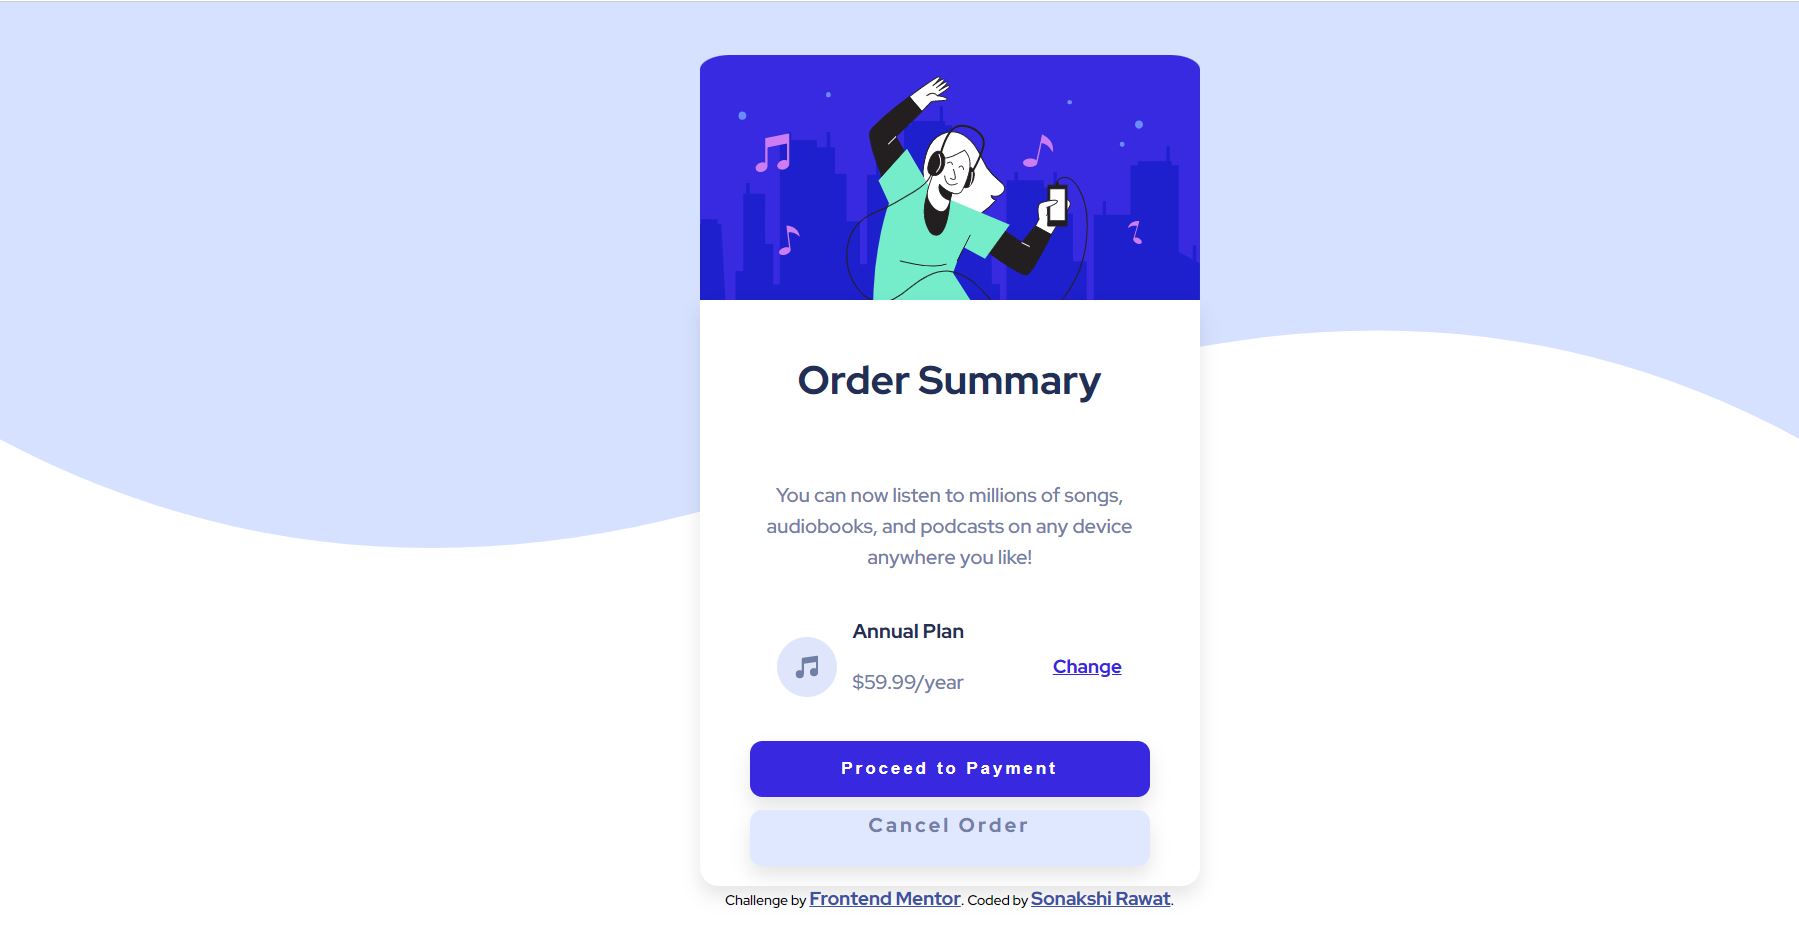 Order Summary
You can now listen to millions of songs,
audiobooks, and podcasts on any device
anywhere you like!
Annual Plan
$59.99/year
Change
Proceed to Payment
Cancel Order
Challenge by Frontend Mentor. Coded by Sonakshi Rawat.